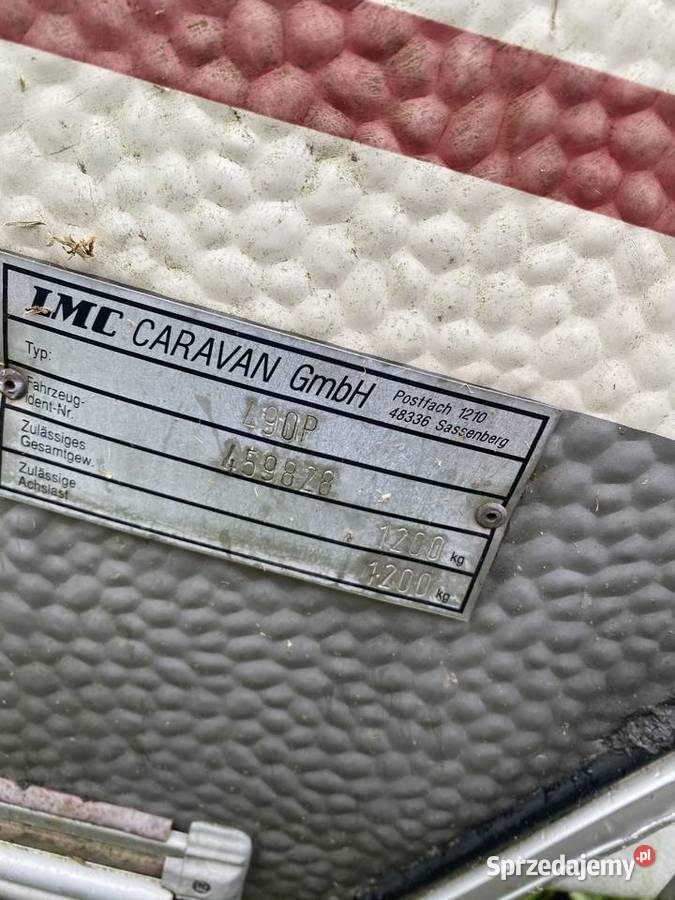 LMC CARAVAN GmbH
Postfach 1210
48336 Sassenberg
Typ:
490P
Fahrzeug-
Ident-Nr.
459828
Zulässiges
Gesamtgew.
1200 kg
Zulässige
Achslast
1200 kg
Sprzedajemy.pl